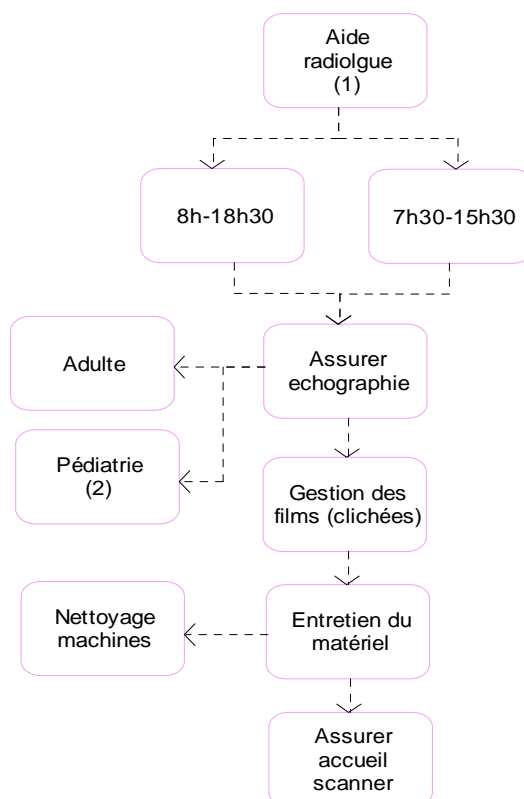 Aide
radiolgue
(1)
8h-18h30
7h30-15h30
Assurer
echographie
Adulte
Pédiatrie
(2)
Gestion des
films (clichées)
Entretien du
matériel
Nettoyage
machines
Assurer
accueil
scanner